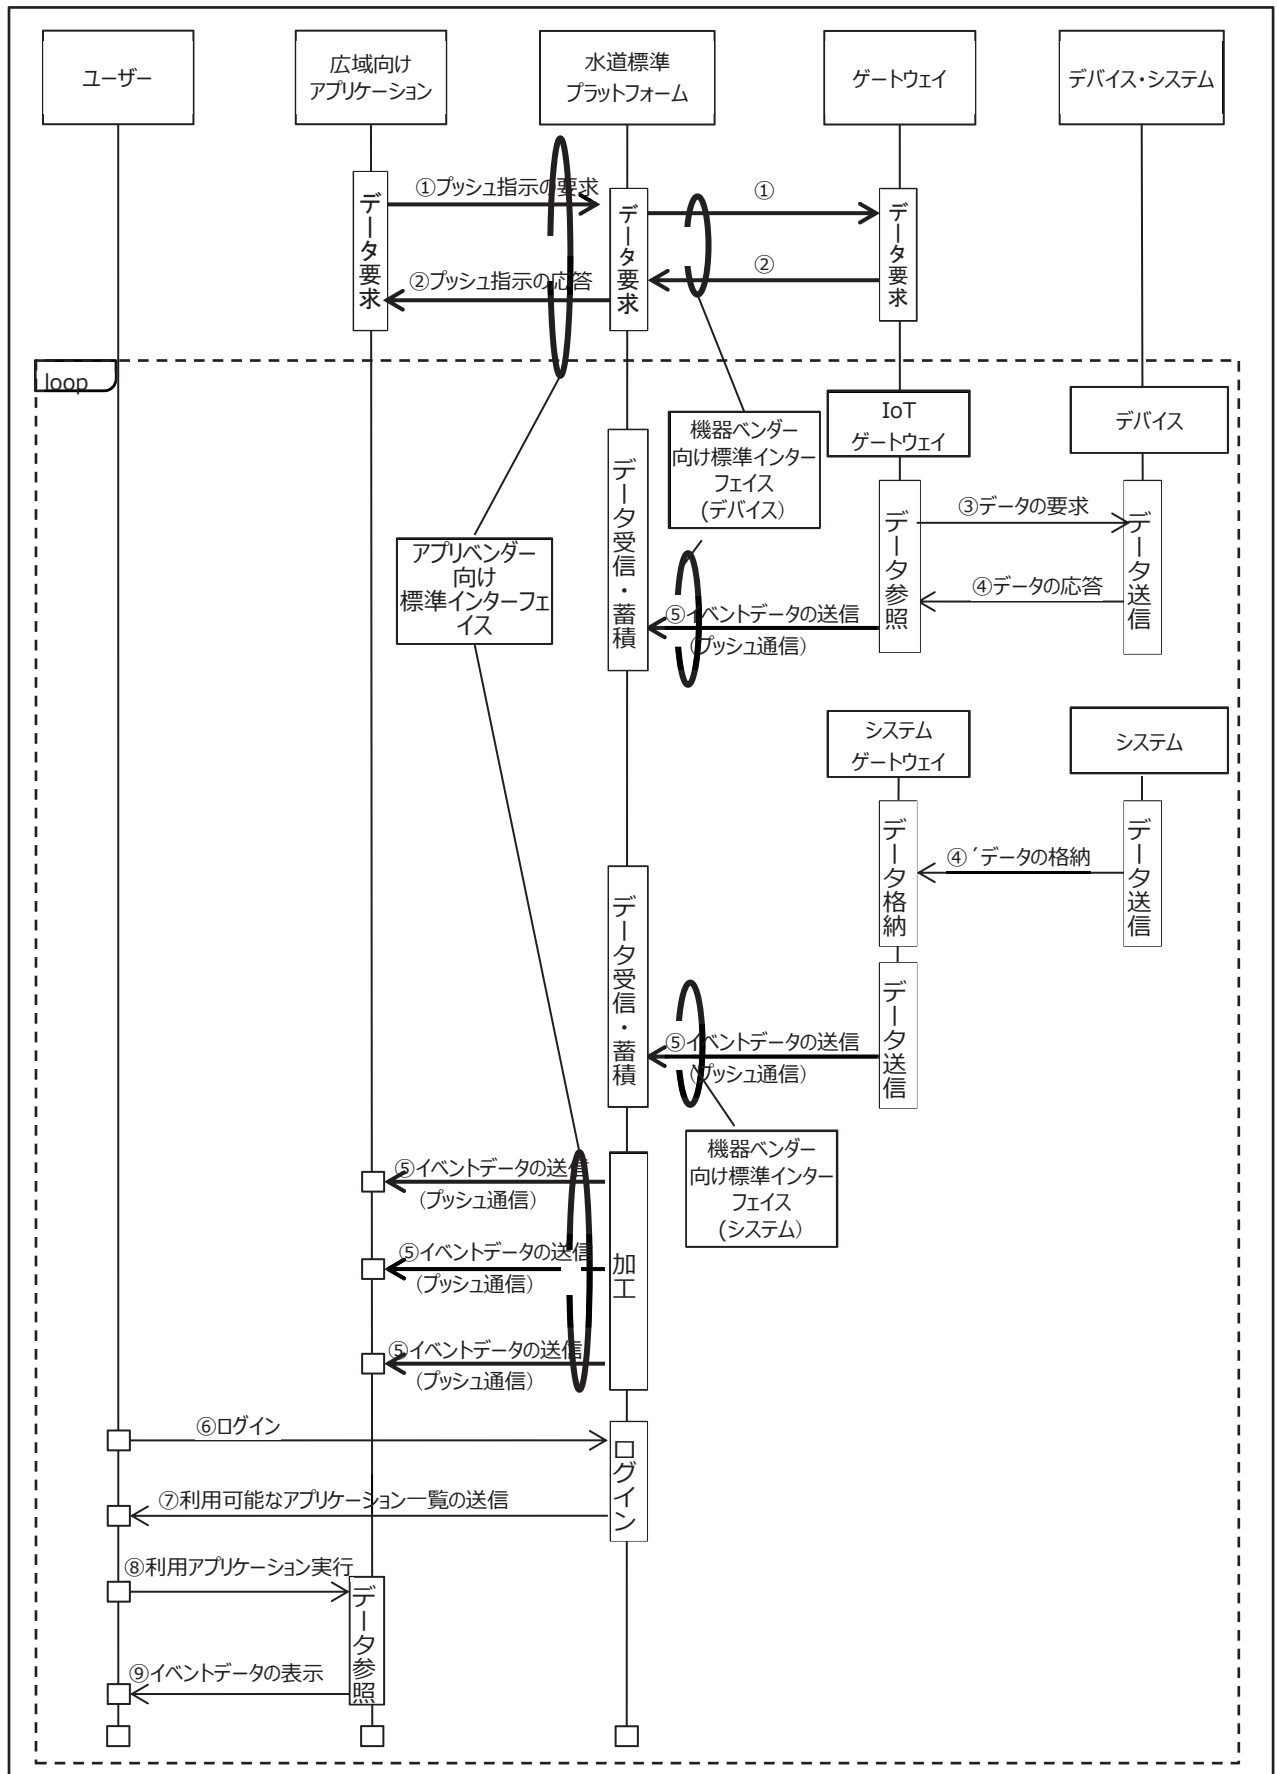 ユーザー
広域向け
アプリケーション
水道標準
プラットフォーム
ゲートウェイ
デバイス・システム
①プッシュ指示の要求
①
データ要求
データ要求
データ要求
②プッシュ指示の応答
②
loop
IoT
ゲートウェイ
デバイス
機器ベンダー
向け標準インター
フェイス
(デバイス)
データ受信・蓄積
データ参照
③データの要求
データ送信
④データの応答
アプリベンダー
向け
標準インターフェ
イス
⑤イベントデータの送信
(プッシュ通信)
システム
ゲートウェイ
システム
データ格納
④´データの格納
データ送信
データ受信・蓄積
データ送信
⑤イベントデータの送信
(プッシュ通信)
機器ベンダー
向け標準インター
フェイス
(システム)
⑤イベントデータの送信
(プッシュ通信)
⑤イベントデータの送信
(プッシュ通信)
加工
⑤イベントデータの送信
(プッシュ通信)
⑥ログイン
ログイン
⑦利用可能なアプリケーション一覧の送信
⑧利用アプリケーション実行
データ参照
⑨イベントデータの表示